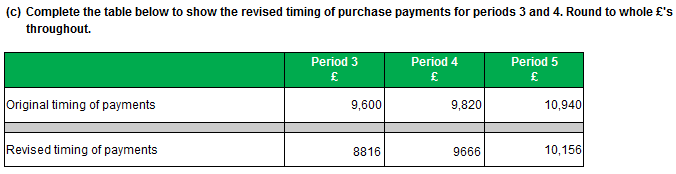 (c) Complete the table below to show the revised timing of purchase payments for periods 3 and 4. Round to whole £'s
throughout.
Period 3 Period 4 Period 5
£ £ £
Original timing of payments 9,600 9,820 10,940
Revised timing of payments 8816 9666 10,156